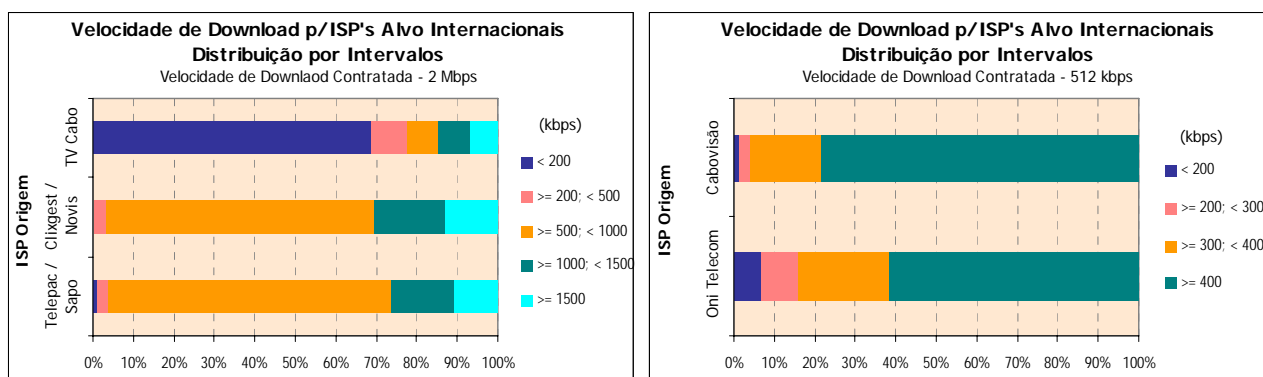 Velocidade de Download p/ISP's Alvo Internacionais
Distribuição por Intervalos
Velocidade de Downlaod Contratada - 2 Mbps
ISP Origem
TV Cabo
Clixgest /
Novis
Telepac /
Sapo
0% 10% 20% 30% 40% 50% 60% 70% 80% 90% 100%
(kbps)
< 200
>= 200; < 500
>= 500; < 1000
>= 1000; < 1500
>= 1500
Velocidade de Download p/ISP's Alvo Internacionais
Distribuição por Intervalos
Velocidade de Download Contratada - 512 kbps
ISP Origem
Cabovisão
Oni Telecom
0% 10% 20% 30% 40% 50% 60% 70% 80% 90% 100%
(kbps)
< 200
>= 200; < 300
>= 300; < 400
>= 400